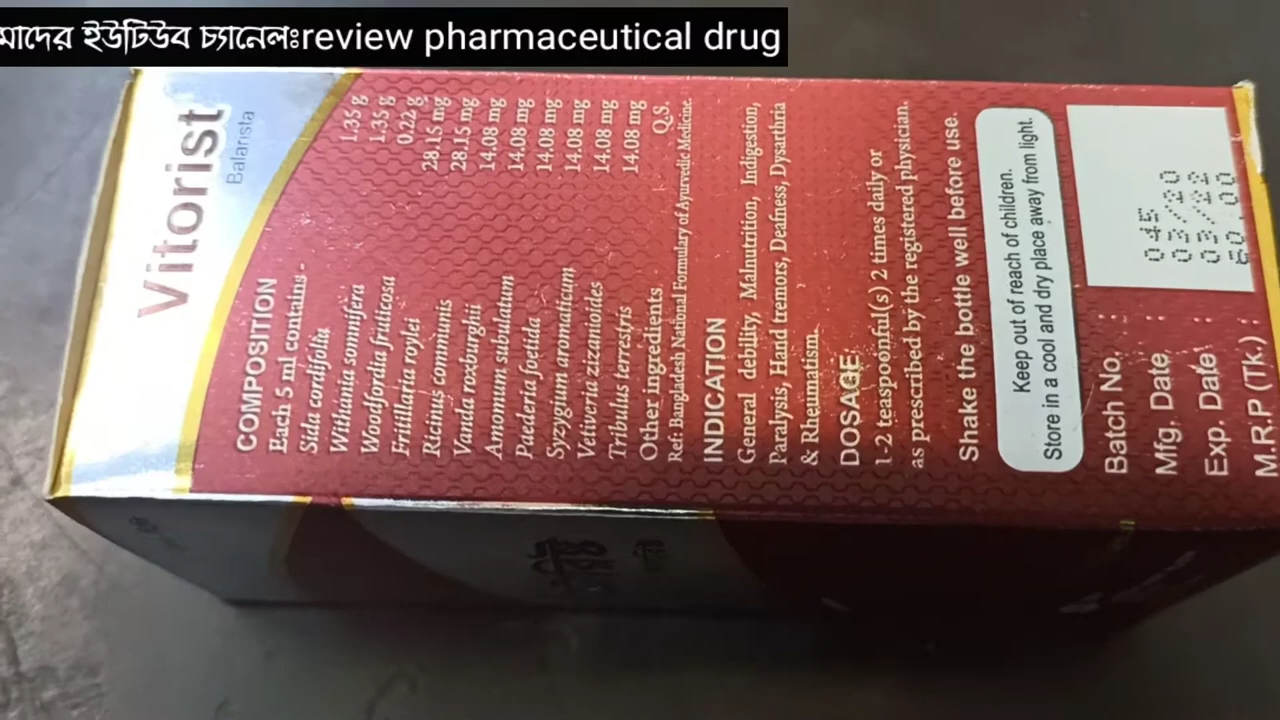 মাদের ইউটিউব চ্যানেলঃreview pharmaceutical drug
Vitorist
Balarista
COMPOSITION
Each 5 ml contains -
Sida cordifolia 1.35 g
Withania somnifera 1.35 g
Woodfordia fruticosa 0.22 g
Fritillaria roylei 28.15 mg
Ricinus communis 28.15 mg
Vanda roxburghii 14.08 mg
Amomum subulatum 14.08 mg
Paederia foetida 14.08 mg
Syzygium aromaticum 14.08 mg
Vetiveria zizanioides 14.08 mg
Tribulus terrestris 14.08 mg
Other Ingredients Q.S.
Ref: Bangladesh National Formulary of Ayurvedic Medicine.
INDICATION
General debility, Malnutrition, Indigestion,
Paralysis, Hand tremors, Deafness, Dysathria
& Rheumatism.
DOSAGE
1-2 teaspoonful(s) 2 times daily or
as prescribed by the registered physician.
Shake the bottle well before use.
Keep out of reach of children.
Store in a cool and dry place away from light.
Batch No. : 045
Mfg. Date : 03/20
Exp. Date : 03/22
M.R.P (Tk.) : 60.00